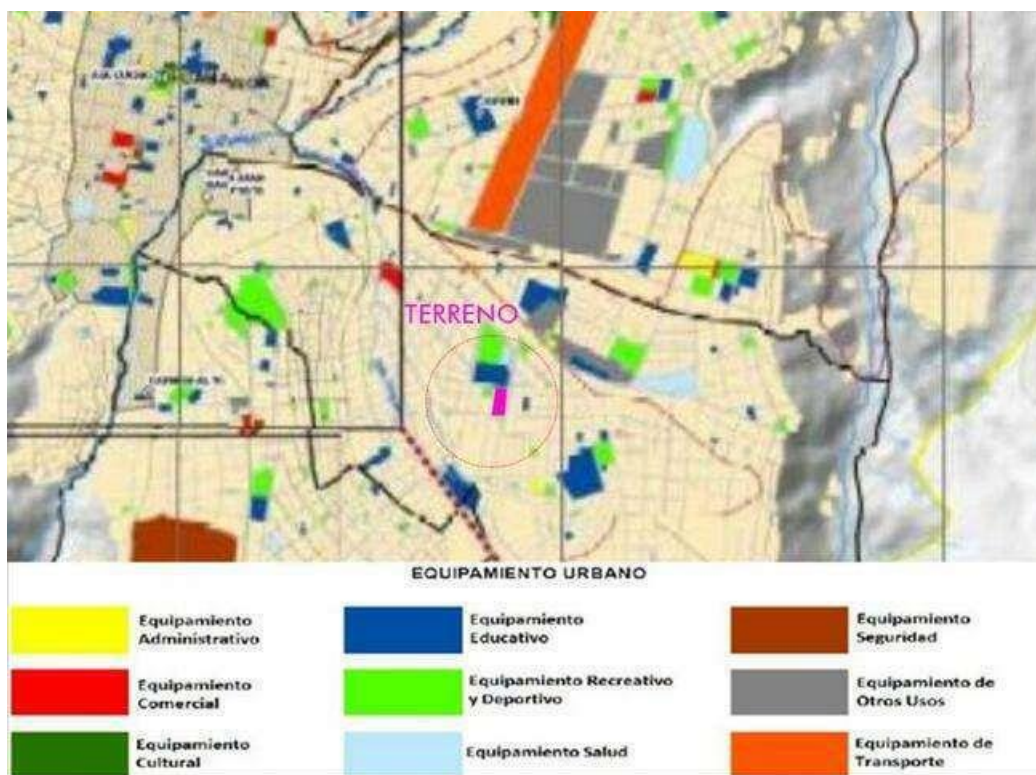 TERRENO
EQUIPAMIENTO URBANO
Equipamiento
Administrativo
Equipamiento
Educativo
Equipamiento
Seguridad
Equipamiento
Comercial
Equipamiento Recreativo
y Deportivo
Equipamiento de
Otros Usos
Equipamiento
Cultural
Equipamiento Salud
Equipamiento de
Transporte